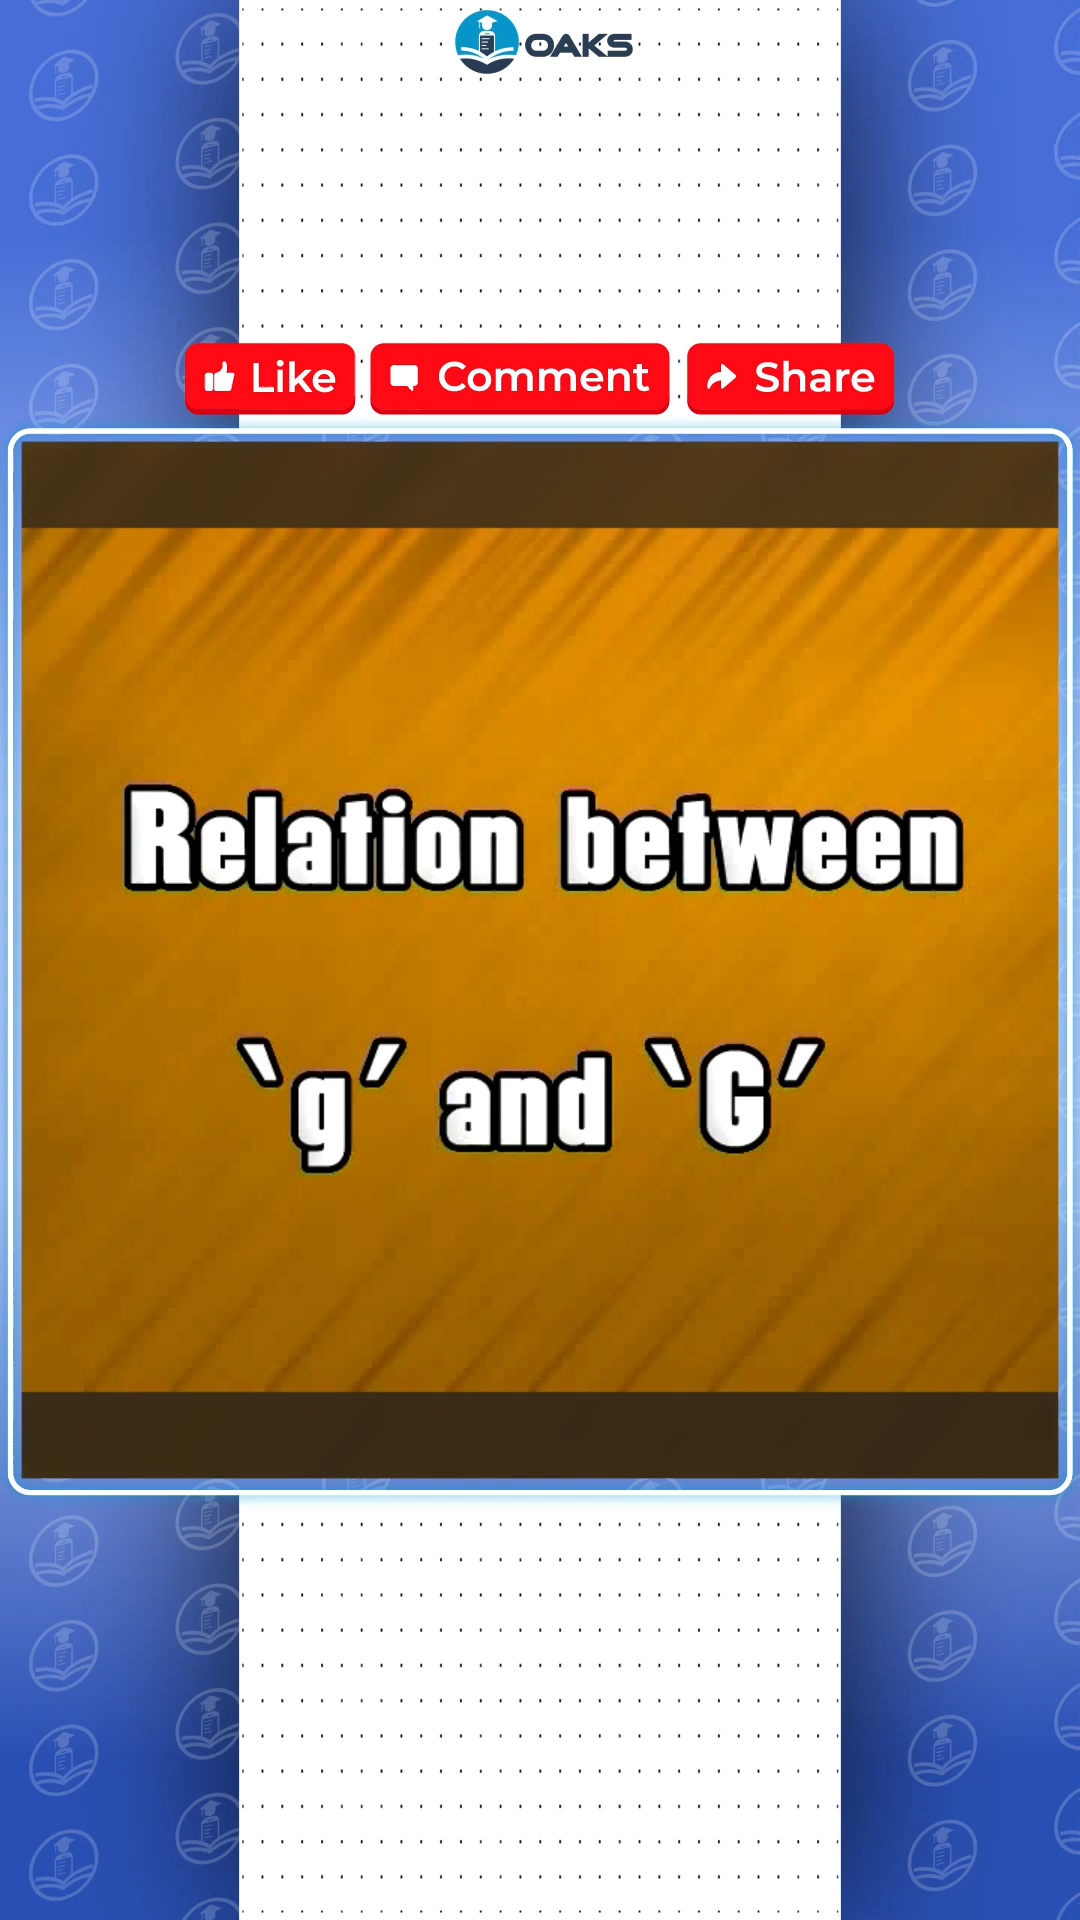 OAKS
Like Comment Share
Relation between
‵g′ and ‵G′